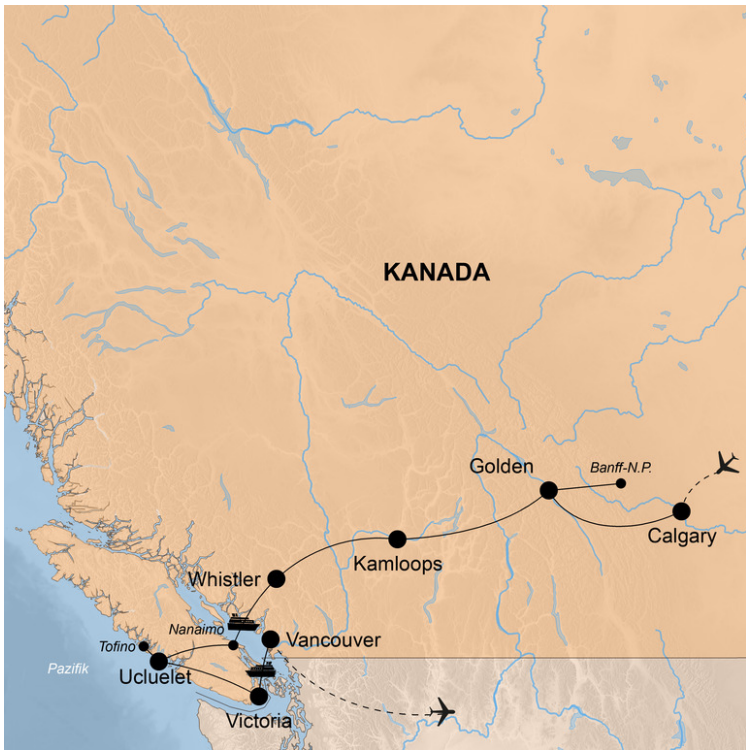 KANADA
Golden
Banff-N.P.
Calgary
Kamloops
Whistler
Nanaimo
Vancouver
Tofino
Pazifik
Ucluelet
Victoria